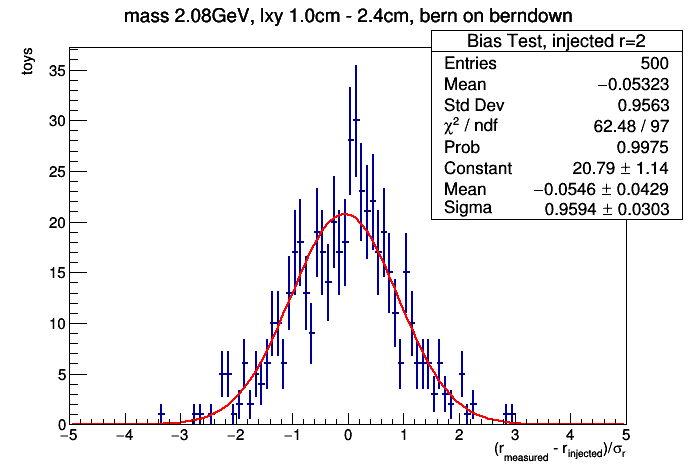 mass 2.08GeV, lxy 1.0cm - 2.4cm, bern on berndown
Bias Test, injected r=2
Entries 500
Mean −0.05323
Std Dev 0.9563
χ² / ndf 62.48 / 97
Prob 0.9975
Constant 20.79 ± 1.14
Mean −0.0546 ± 0.0429
Sigma 0.9594 ± 0.0303
toys
35
30
25
20
15
10
5
0
−5 −4 −3 −2 −1 0 1 2 3 4 5
(r_measured - r_injected)/σ_r